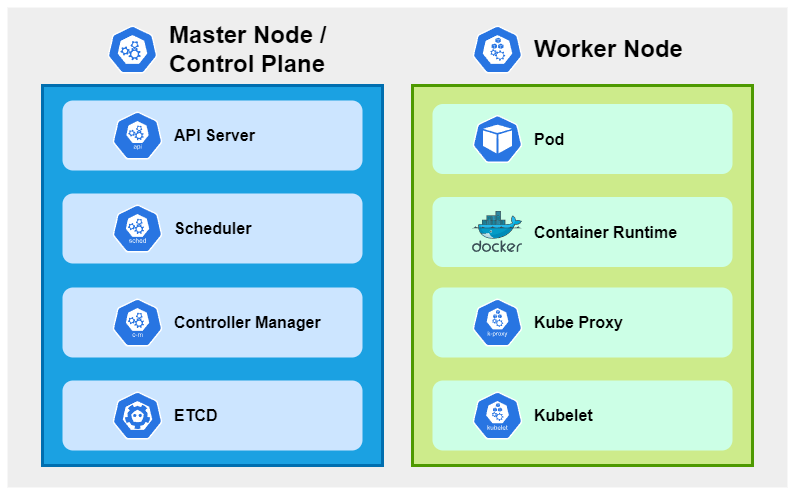 Master Node /
Control Plane
api
API Server
sched
Scheduler
c-m
Controller Manager
ETCD
Worker Node
Pod
docker
Container Runtime
k-proxy
Kube Proxy
kubelet
Kubelet